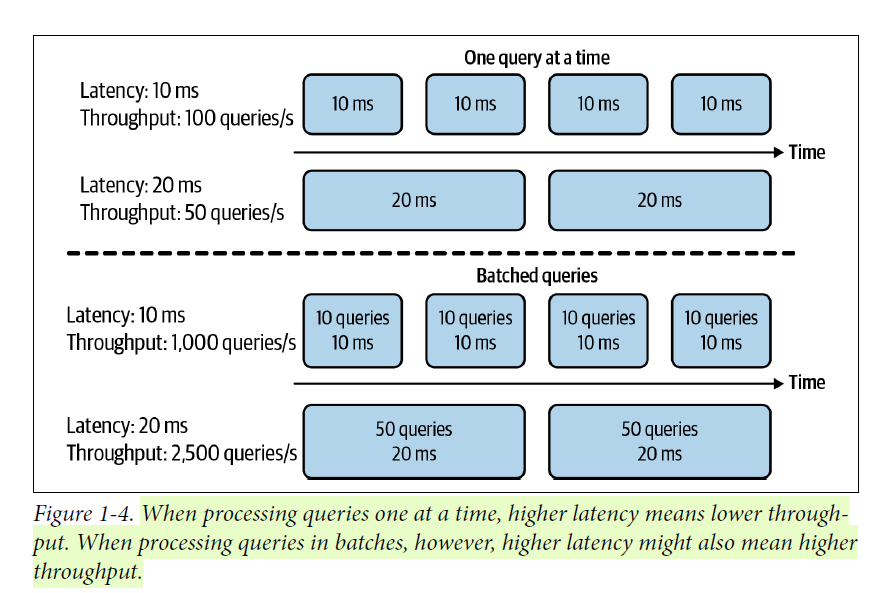 One query at a time
Latency: 10 ms
Throughput: 100 queries/s
10 ms
10 ms
10 ms
10 ms
Time
Latency: 20 ms
Throughput: 50 queries/s
20 ms
20 ms
Batched queries
Latency: 10 ms
Throughput: 1,000 queries/s
10 queries
10 ms
10 queries
10 ms
10 queries
10 ms
10 queries
10 ms
Time
Latency: 20 ms
Throughput: 2,500 queries/s
50 queries
20 ms
50 queries
20 ms
Figure 1-4. When processing queries one at a time, higher latency means lower through-
put. When processing queries in batches, however, higher latency might also mean higher
throughput.